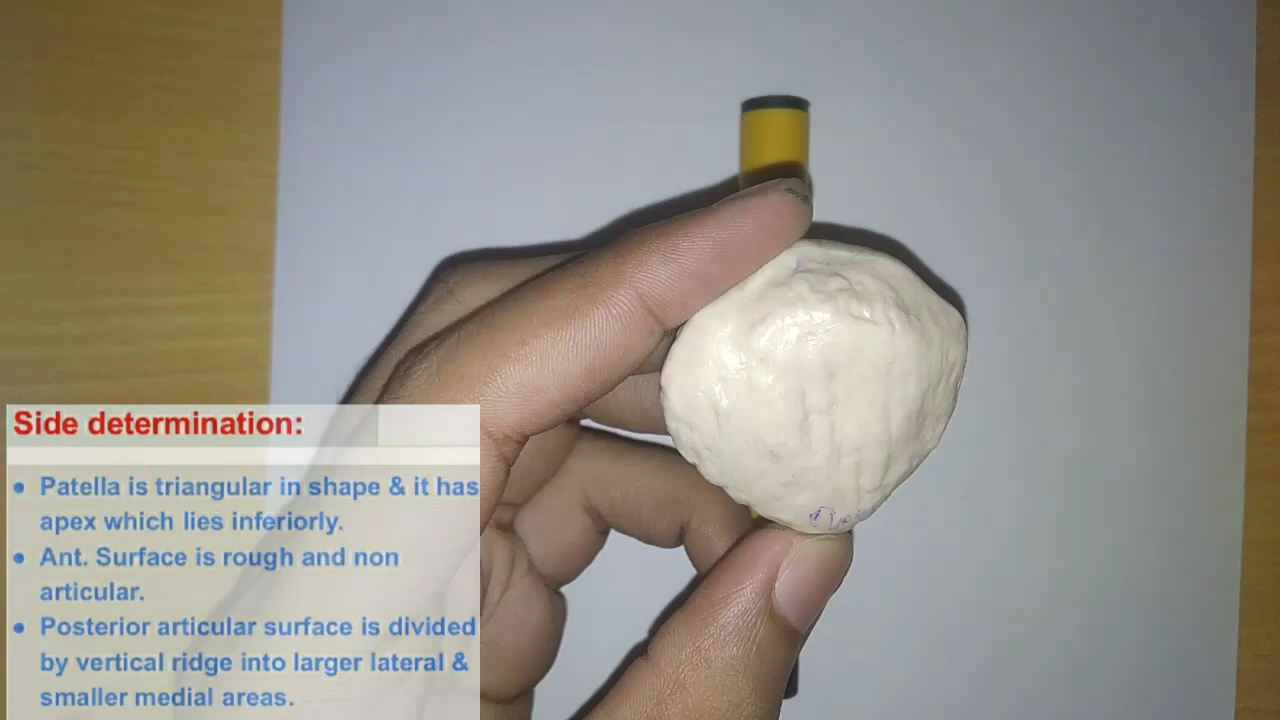 Side determination:
● Patella is triangular in shape & it has
apex which lies inferiorly.
● Ant. Surface is rough and non
articular.
● Posterior articular surface is divided
by vertical ridge into larger lateral &
smaller medial areas.